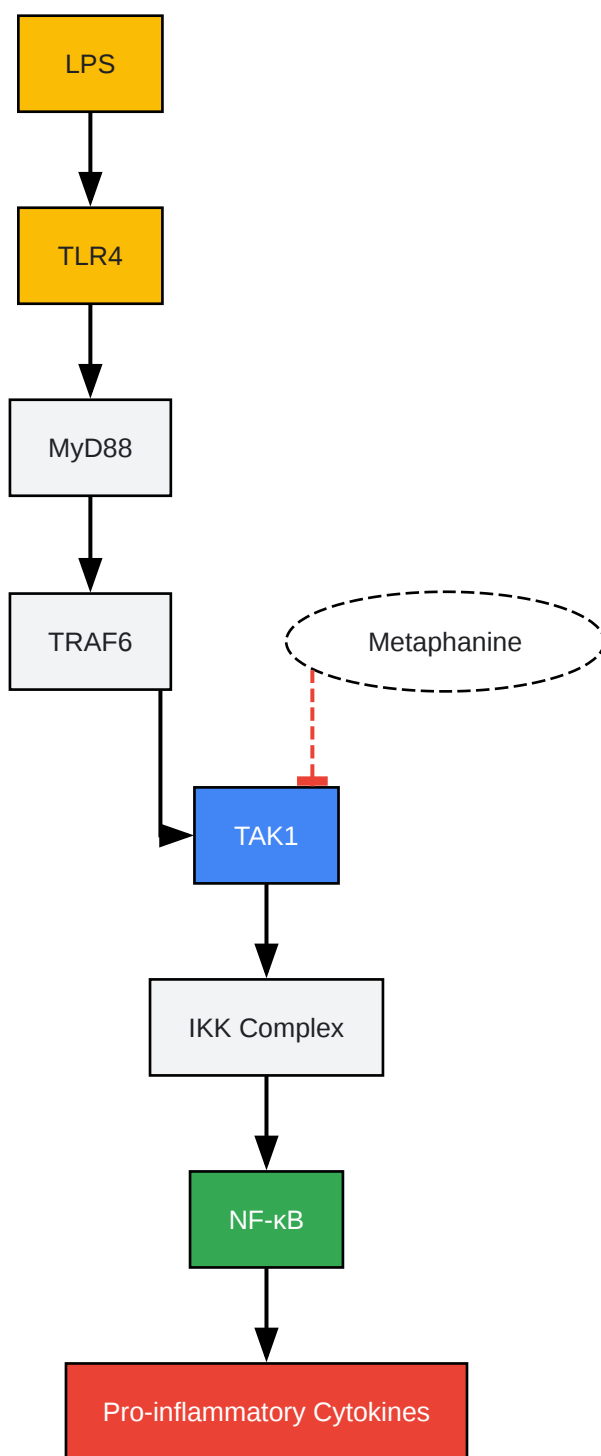 LPS
TLR4
MyD88
TRAF6
Metaphanine
TAK1
IKK Complex
NF-κB
Pro-inflammatory Cytokines